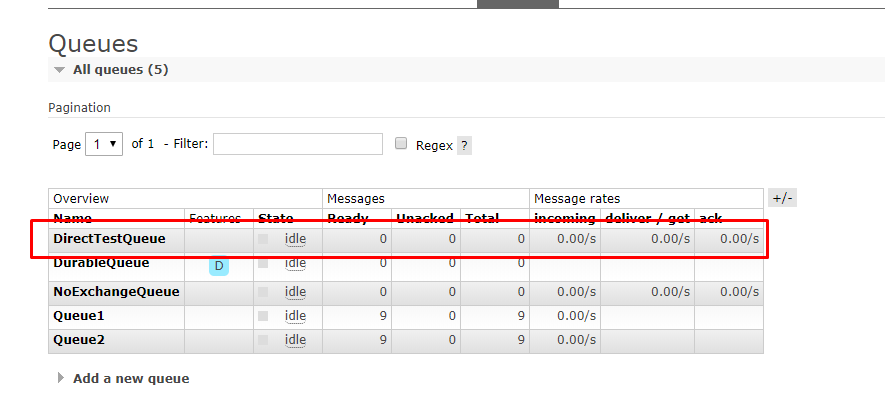 Queues
All queues (5)
Pagination
Page 1 of 1 - Filter: Regex ?
Overview Messages Message rates +/-
Name Features State Ready Unacked Total incoming deliver / get ack
DirectTestQueue idle 0 0 0 0.00/s 0.00/s 0.00/s
DurableQueue D idle 0 0 0
NoExchangeQueue idle 0 0 0 0.00/s 0.00/s 0.00/s
Queue1 idle 9 0 9 0.00/s
Queue2 idle 9 0 9 0.00/s
Add a new queue